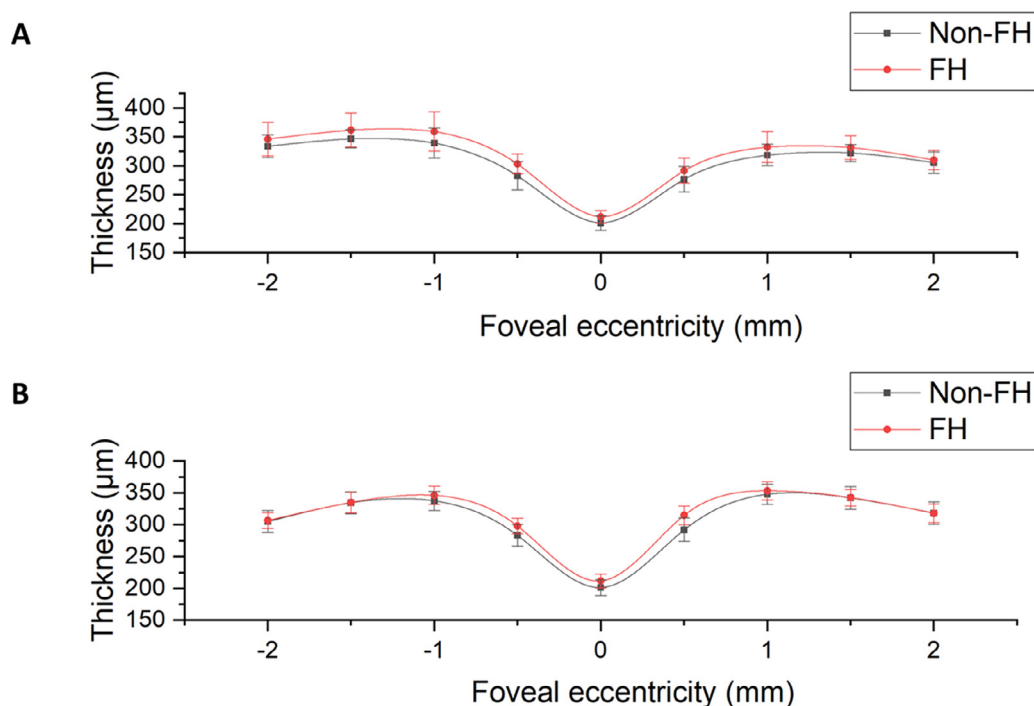 A
Non-FH
FH
Thickness (µm)
400
350
300
250
200
150
-2
-1
0
1
2
Foveal eccentricity (mm)
B
Non-FH
FH
Thickness (µm)
400
350
300
250
200
150
-2
-1
0
1
2
Foveal eccentricity (mm)